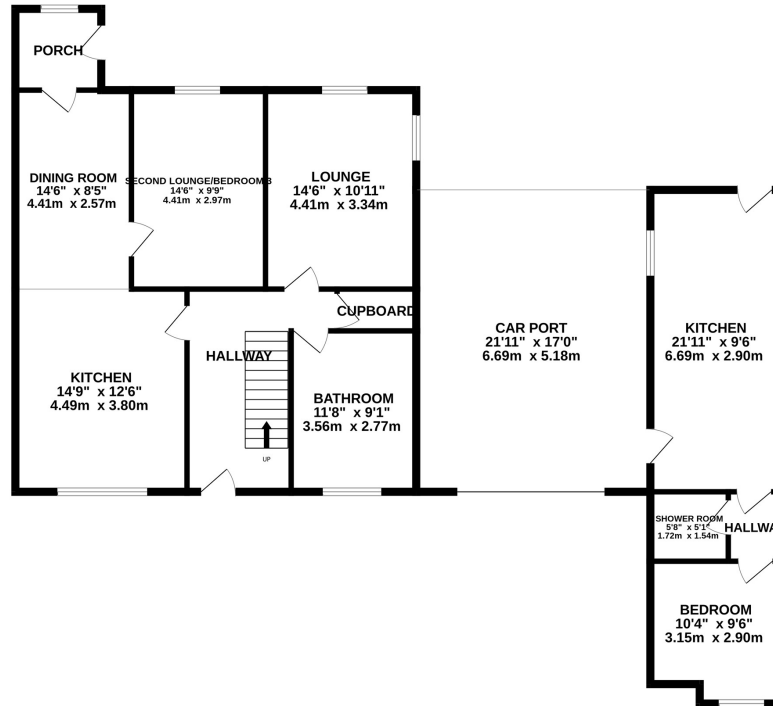 PORCH
DINING ROOM
14'6" x 8'5"
4.41m x 2.57m
SECOND LOUNGE/BEDROOM 3
14'6" x 9'9"
4.41m x 2.97m
LOUNGE
14'6" x 10'11"
4.41m x 3.34m
CUPBOARD
HALLWAY
KITCHEN
14'9" x 12'6"
4.49m x 3.80m
BATHROOM
11'8" x 9'1"
3.56m x 2.77m
UP
CAR PORT
21'11" x 17'0"
6.69m x 5.18m
KITCHEN
21'11" x 9'6"
6.69m x 2.90m
SHOWER ROOM
5'8" x 5'1"
1.72m x 1.54m
HALLWA
BEDROOM
10'4" x 9'6"
3.15m x 2.90m